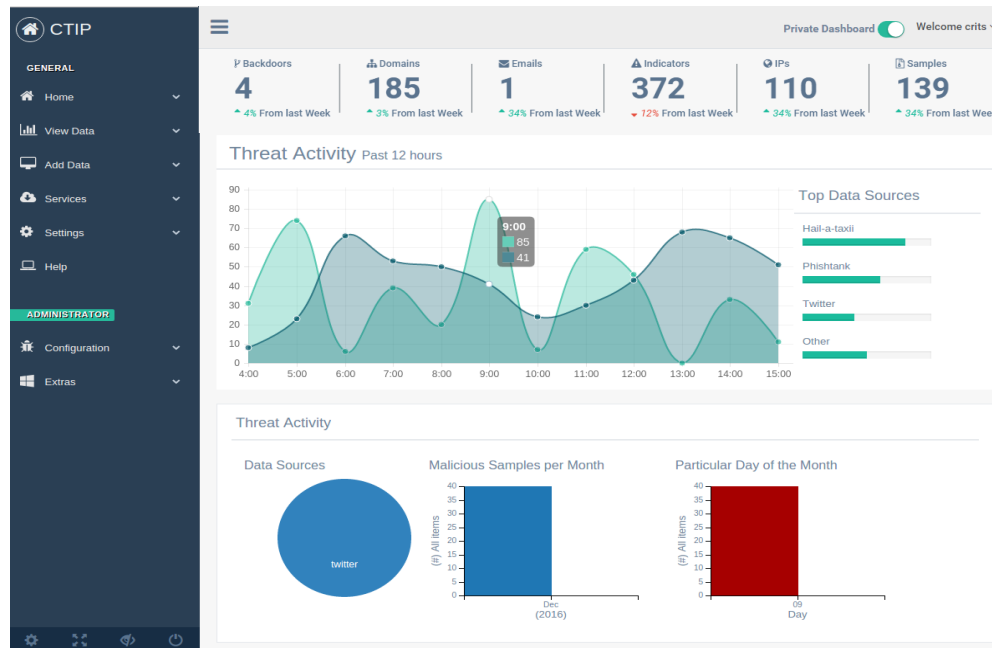 CTIP
Private Dashboard
Welcome crits
GENERAL
Home
View Data
Add Data
Services
Settings
Help
ADMINISTRATOR
Configuration
Extras
Backdoors
4
4% From last Week
Domains
185
3% From last Week
Emails
1
34% From last Week
Indicators
372
12% From last Week
IPs
110
34% From last Week
Samples
139
34% From last Wee
Threat Activity Past 12 hours
90
80
70
60
50
40
30
20
10
0
4:00 5:00 6:00 7:00 8:00 9:00 10:00 11:00 12:00 13:00 14:00 15:00
9:00
85
41
Top Data Sources
Hail-a-taxii
Phishtank
Twitter
Other
Threat Activity
Data Sources
twitter
Malicious Samples per Month
40
35
30
25
20
15
10
5
0
(#) All items
Dec
(2016)
Particular Day of the Month
40
35
30
25
20
15
10
5
0
(#) All items
09
Day